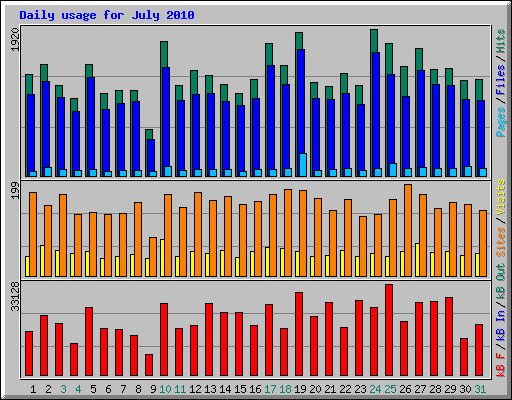 Daily usage for July 2010
1920
Pages / Files / Hits
199
Sites / Visits
33128
kB F / kB In / kB Out
1 2 3 4 5 6 7 8 9 10 11 12 13 14 15 16 17 18 19 20 21 22 23 24 25 26 27 28 29 30 31